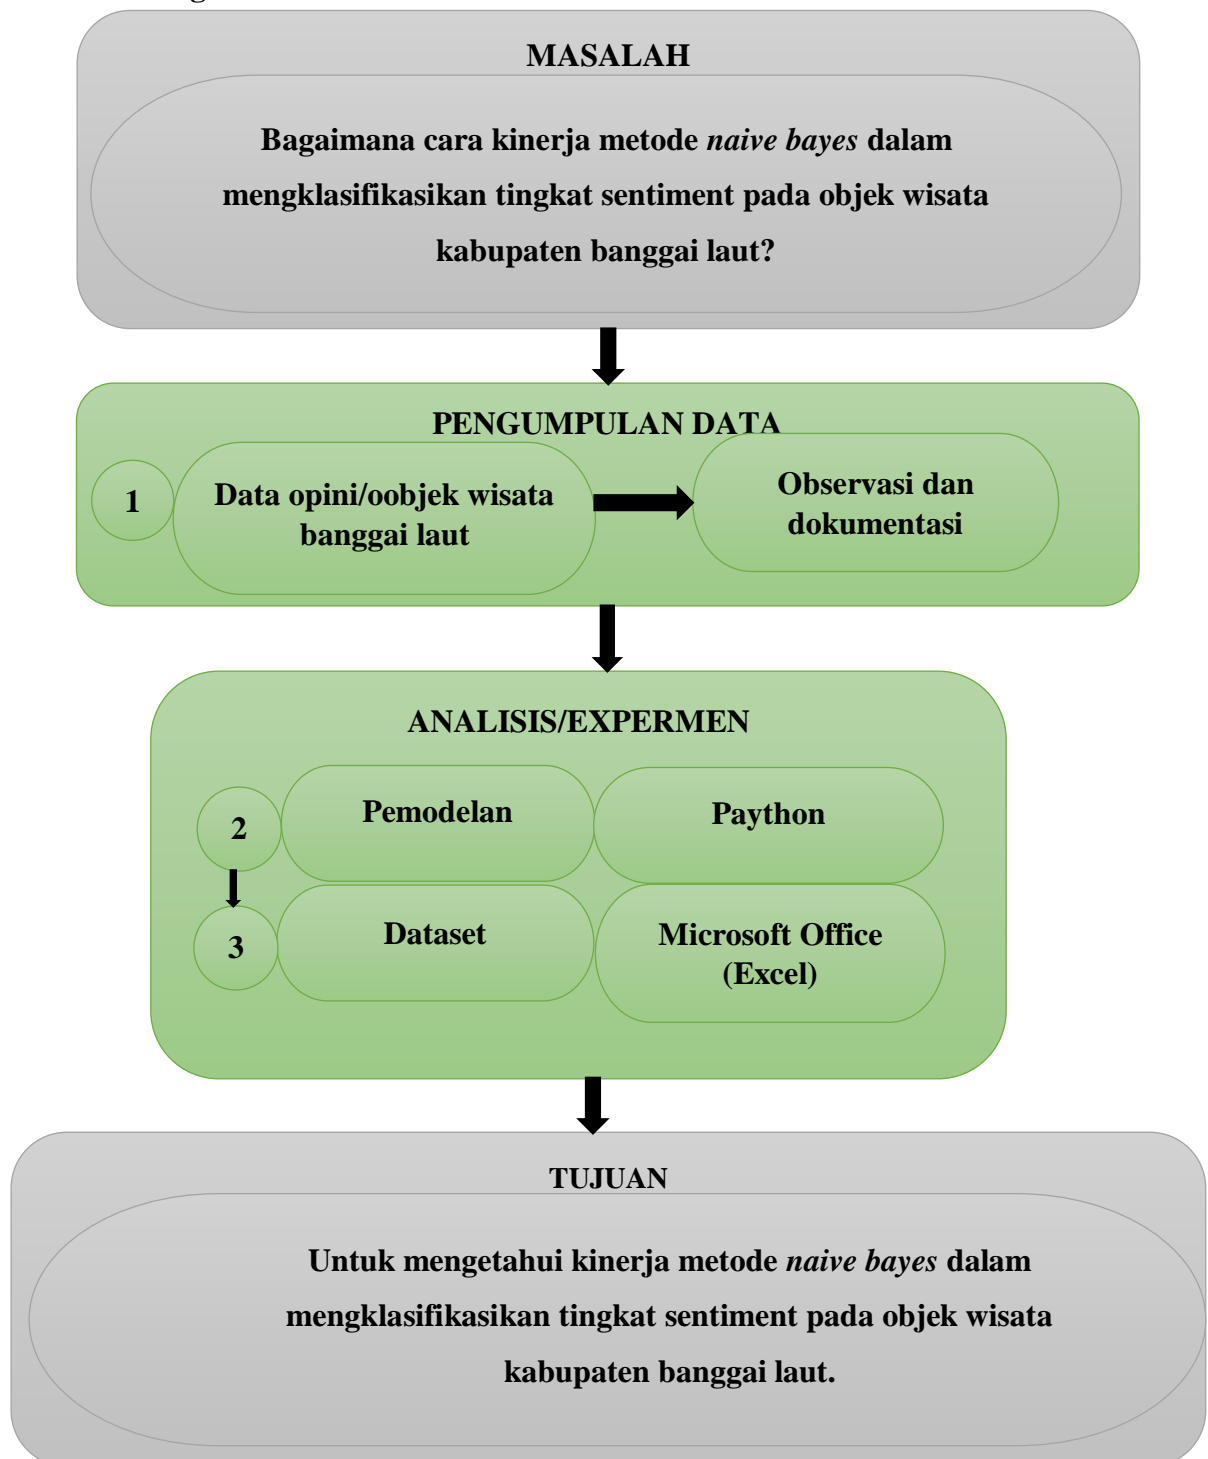 MASALAH
Bagaimana cara kinerja metode naive bayes dalam
mengklasifikasikan tingkat sentiment pada objek wisata
kabupaten banggai laut?
PENGUMPULAN DATA
1
Data opini/oobjek wisata
banggai laut
Observasi dan
dokumentasi
ANALISIS/EXPERMEN
2
Pemodelan
Paython
3
Dataset
Microsoft Office
(Excel)
TUJUAN
Untuk mengetahui kinerja metode naive bayes dalam
mengklasifikasikan tingkat sentiment pada objek wisata
kabupaten banggai laut.